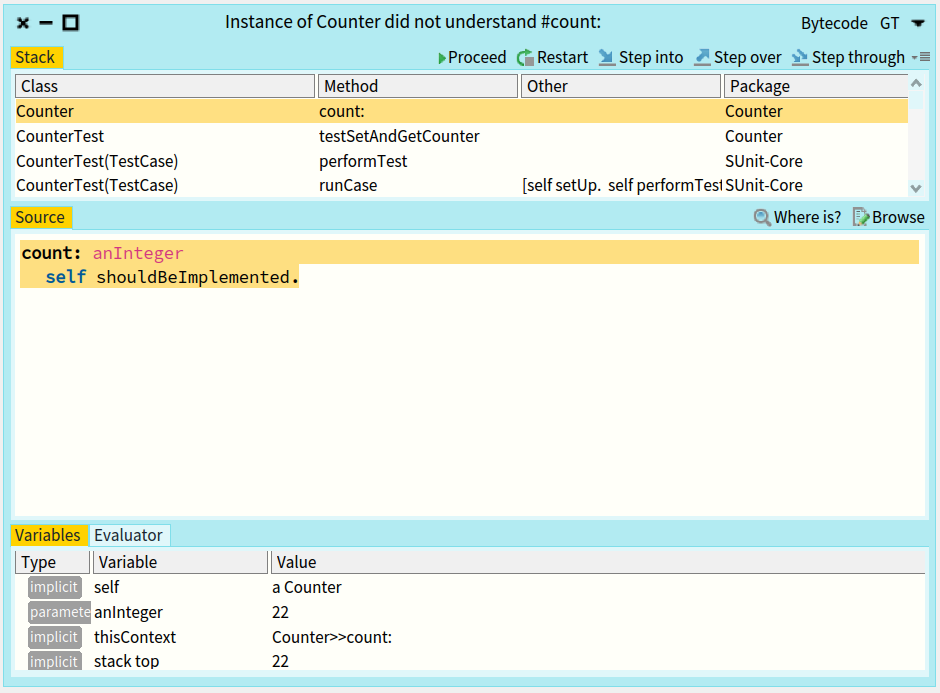 Instance of Counter did not understand #count: Bytecode GT
Stack Proceed Restart Step into Step over Step through
Class Method Other Package
Counter count: Counter
CounterTest testSetAndGetCounter Counter
CounterTest(TestCase) performTest SUnit-Core
CounterTest(TestCase) runCase [self setUp. self performTest SUnit-Core
Source Where is? Browse
count: anInteger
self shouldBeImplemented.
Variables Evaluator
Type Variable Value
implicit self a Counter
paramete anInteger 22
implicit thisContext Counter>>count:
implicit stack top 22